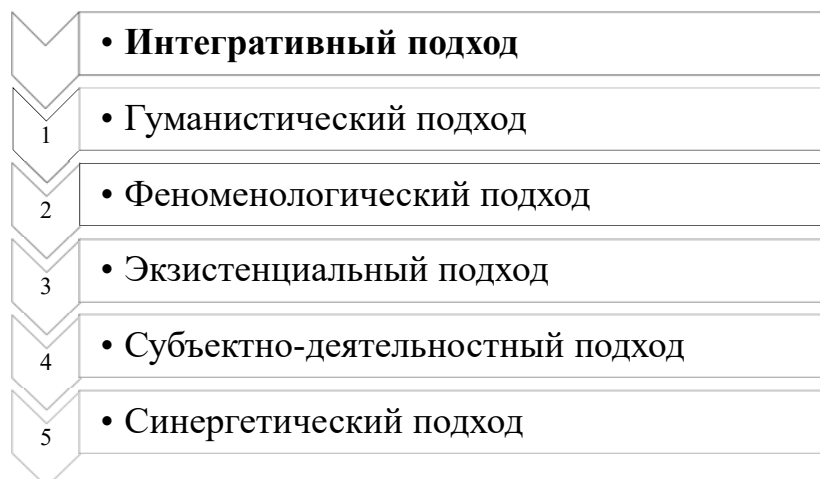 • Интегративный подход
1 • Гуманистический подход
2 • Феноменологический подход
3 • Экзистенциальный подход
4 • Субъектно-деятельностный подход
5 • Синергетический подход